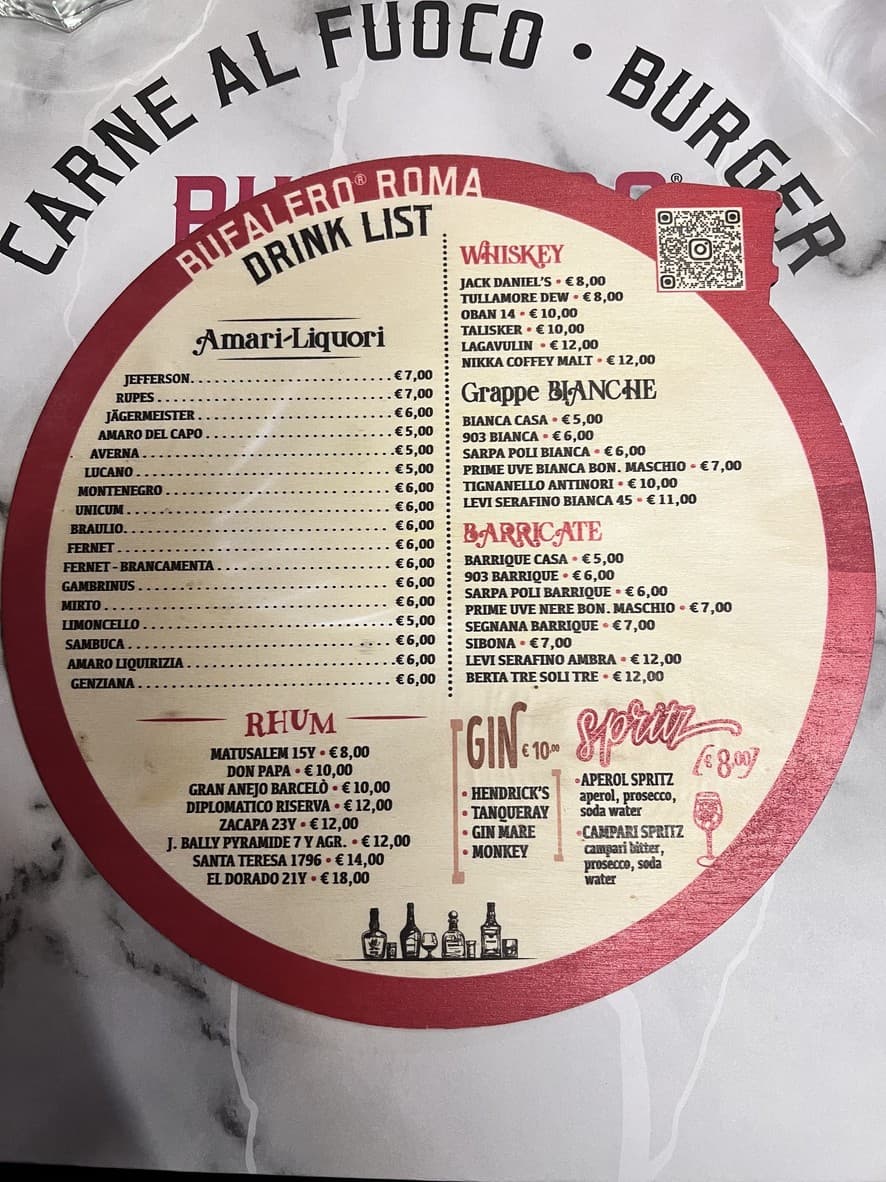 CARNE AL FUOCO • BURGER
BUFALERO® ROMA
DRINK LIST
Amari-Liquori
JEFFERSON € 7,00
RUPES € 7,00
JÄGERMEISTER € 6,00
AMARO DEL CAPO € 5,00
AVERNA € 5,00
LUCANO € 5,00
MONTENEGRO € 6,00
UNICUM € 6,00
BRAULIO € 6,00
FERNET € 6,00
FERNET - BRANCAMENTA € 6,00
GAMBRINUS € 6,00
MIRTO € 6,00
LIMONCELLO € 5,00
SAMBUCA € 6,00
AMARO LIQUIRIZIA € 6,00
GENZIANA € 6,00
WHISKEY
JACK DANIEL'S • € 8,00
TULLAMORE DEW • € 8,00
OBAN 14 • € 10,00
TALISKER • € 10,00
LAGAVULIN • € 12,00
NIKKA COFFEY MALT • € 12,00
Grappe BIANCHE
BIANCA CASA • € 5,00
903 BIANCA • € 6,00
SARPA POLI BIANCA • € 6,00
PRIME UVE BIANCA BON. MASCHIO • € 7,00
TIGNANELLO ANTINORI • € 10,00
LEVI SERAFINO BIANCA 45 • € 11,00
BARRICATE
BARRIQUE CASA • € 5,00
903 BARRIQUE • € 6,00
SARPA POLI BARRIQUE • € 6,00
PRIME UVE NERE BON. MASCHIO • € 7,00
SEGNANA BARRIQUE • € 7,00
SIBONA • € 7,00
LEVI SERAFINO AMBRA • € 12,00
BERTA TRE SOLI TRE • € 12,00
RHUM
MATUSALEM 15Y • € 8,00
DON PAPA • € 10,00
GRAN ANEJO BARCELÒ • € 10,00
DIPLOMATICO RISERVA • € 12,00
ZACAPA 23Y • € 12,00
J. BALLY PYRAMIDE 7 Y AGR. • € 12,00
SANTA TERESA 1796 • € 14,00
EL DORADO 21Y • € 18,00
GIN € 10,00
• HENDRICK'S
• TANQUERAY
• GIN MARE
• MONKEY
Spritz
(€ 8,00)
• APEROL SPRITZ
aperol, prosecco,
soda water
• CAMPARI SPRITZ
campari bitter,
prosecco, soda
water